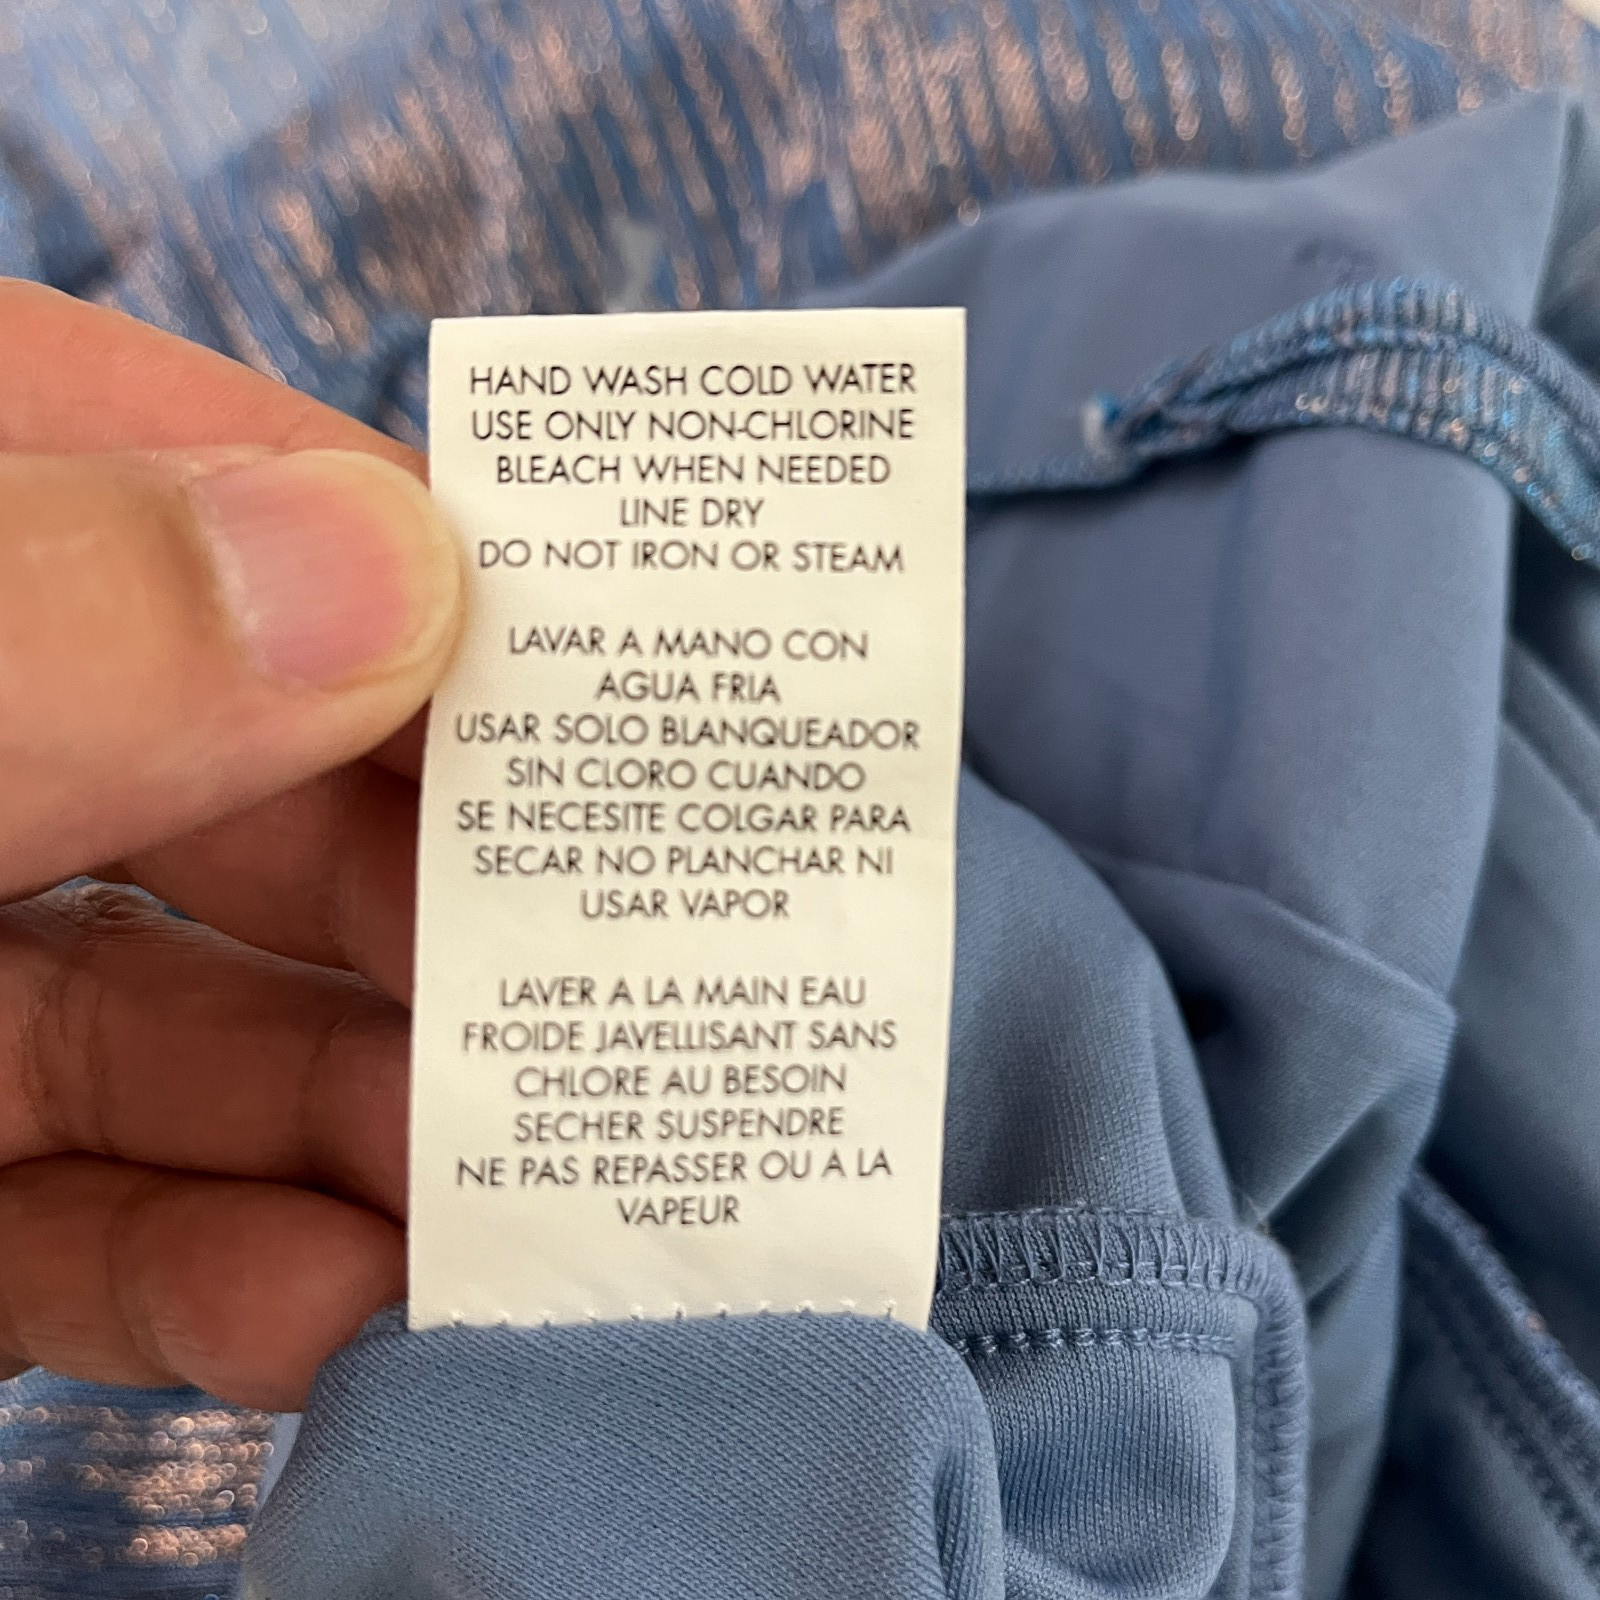 HAND WASH COLD WATER
USE ONLY NON-CHLORINE
BLEACH WHEN NEEDED
LINE DRY
DO NOT IRON OR STEAM
LAVAR A MANO CON
AGUA FRIA
USAR SOLO BLANQUEADOR
SIN CLORO CUANDO
SE NECESITE COLGAR PARA
SECAR NO PLANCHAR NI
USAR VAPOR
LAVER A LA MAIN EAU
FROIDE JAVELLISANT SANS
CHLORE AU BESOIN
SECHER SUSPENDRE
NE PAS REPASSER OU A LA
VAPEUR